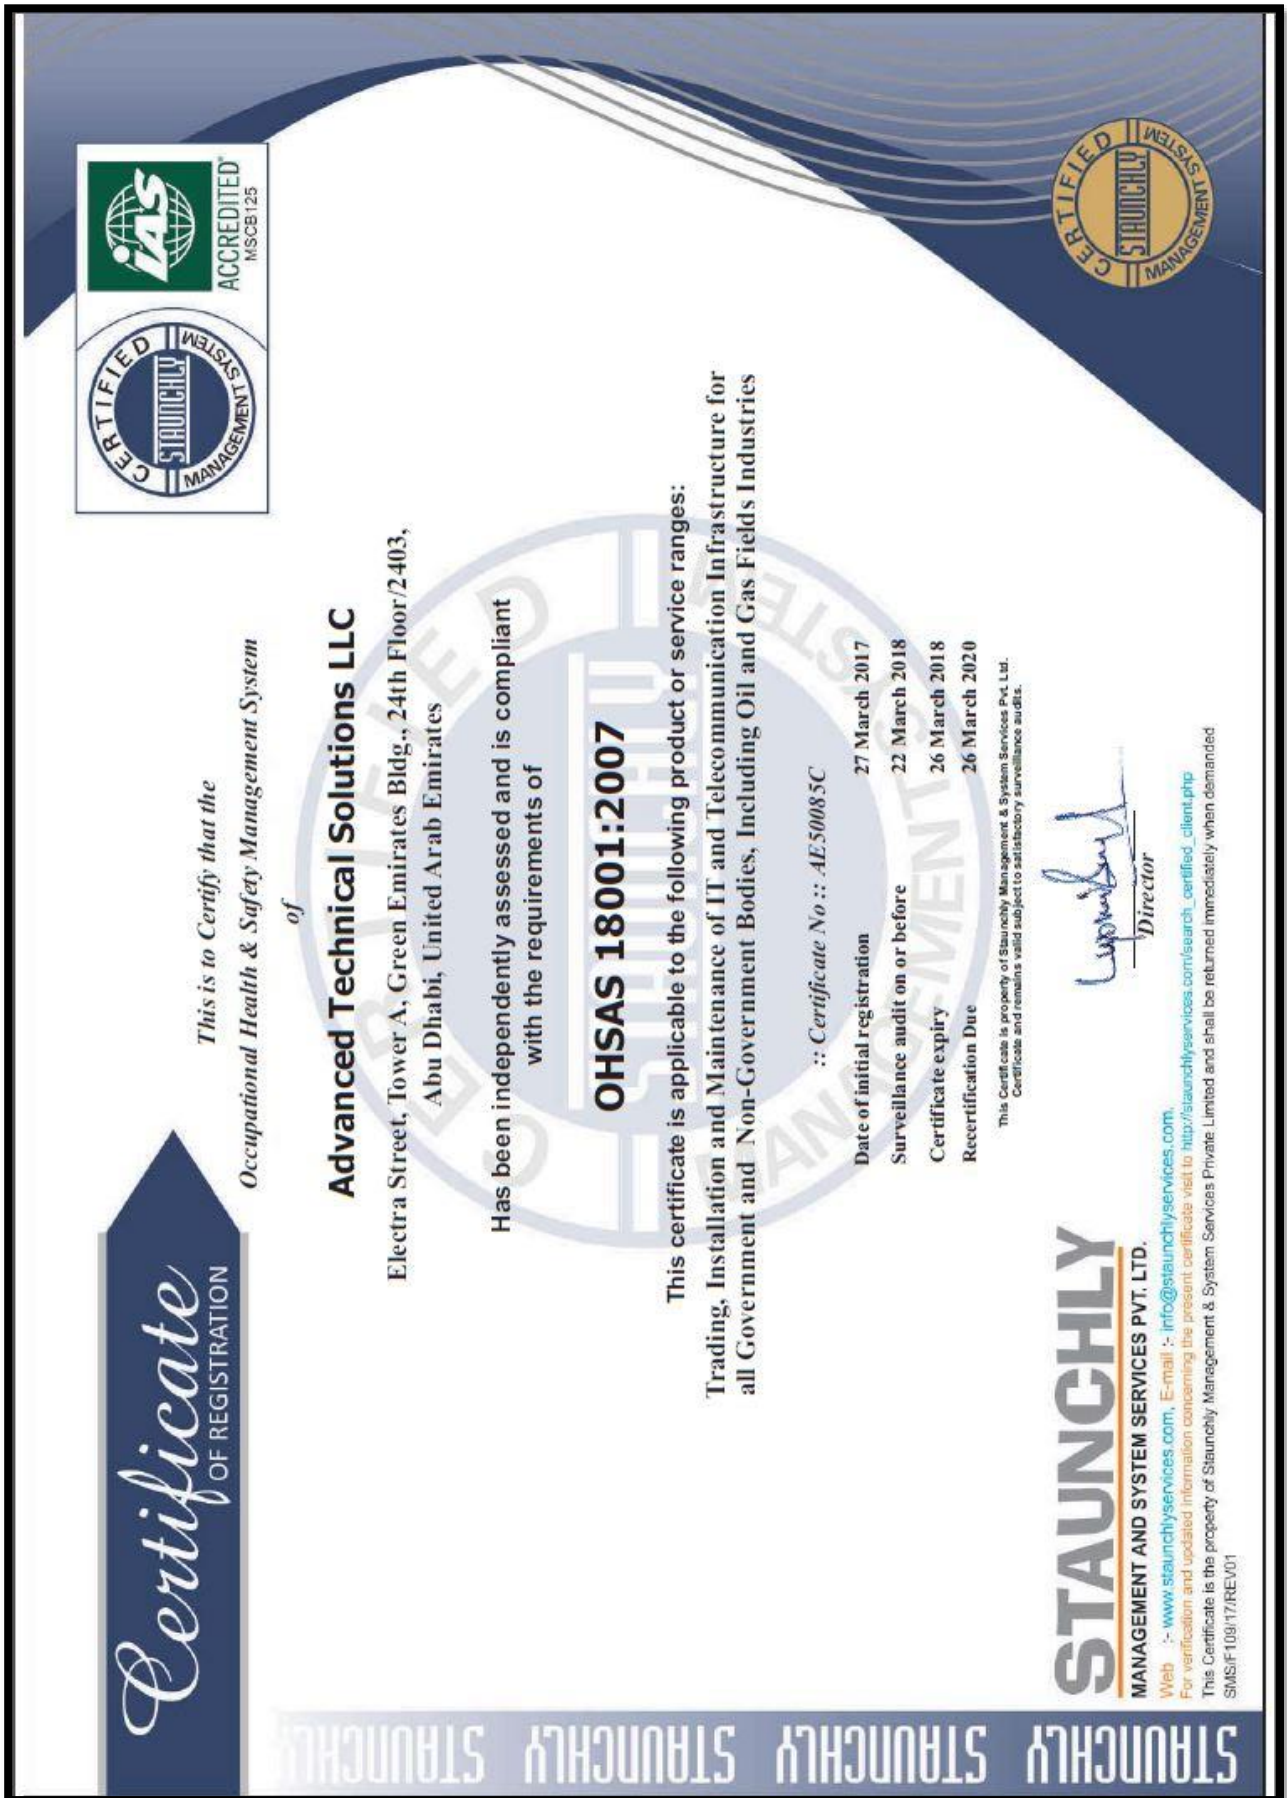 Certificate
OF REGISTRATION
CERTIFIED
STAUNCHLY
MANAGEMENT SYSTEM
IAS
ACCREDITED
MSCB125
This is to Certify that the
Occupational Health & Safety Management System
of
Advanced Technical Solutions LLC
Electra Street, Tower A, Green Emirates Bldg., 24th Floor/2403,
Abu Dhabi, United Arab Emirates
Has been independently assessed and is compliant
with the requirements of
OHSAS 18001:2007
This certificate is applicable to the following product or service ranges:
Trading, Installation and Maintenance of IT and Telecommunication Infrastructure for
all Government and Non-Government Bodies, Including Oil and Gas Fields Industries
:: Certificate No :: AE50085C
Date of initial registration 27 March 2017
Surveillance audit on or before 22 March 2018
Certificate expiry 26 March 2018
Recertification Due 26 March 2020
This Certificate is property of Staunchly Management & System Services Pvt. Ltd.
Certificate and remains valid subject to satisfactory surveillance audits.
Director
CERTIFIED
STAUNCHLY
MANAGEMENT SYSTEM
CERTIFIED
STAUNCHLY
MANAGEMENT SYSTEM
STAUNCHLY
MANAGEMENT AND SYSTEM SERVICES PVT. LTD.
Web :- www.staunchlyservices.com, E-mail :- info@staunchlyservices.com.
For verification and updated information concerning the present certificate visit to http://staunchlyservices.com/search_certified_client.php
This Certificate is the property of Staunchly Management & System Services Private Limited and shall be returned immediately when demanded
SMS/F109/17/REV01
STAUNCHLY
STAUNCHLY
STAUNCHLY
STAUNCHLY